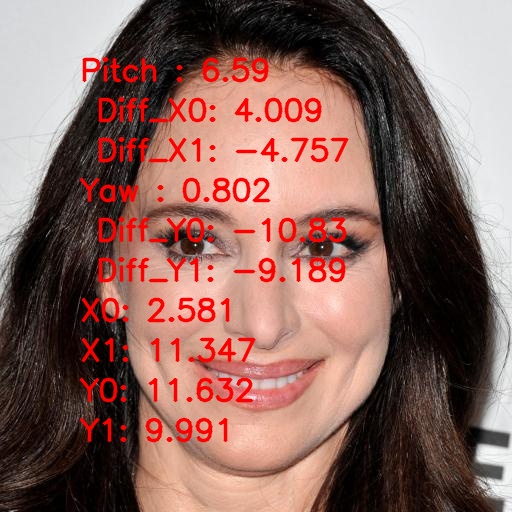 Pitch : 6.59
Diff_X0: 4.009
Diff_X1: -4.757
Yaw : 0.802
Diff_Y0: -10.83
Diff_Y1: -9.189
X0: 2.581
X1: 11.347
Y0: 11.632
Y1: 9.991
E